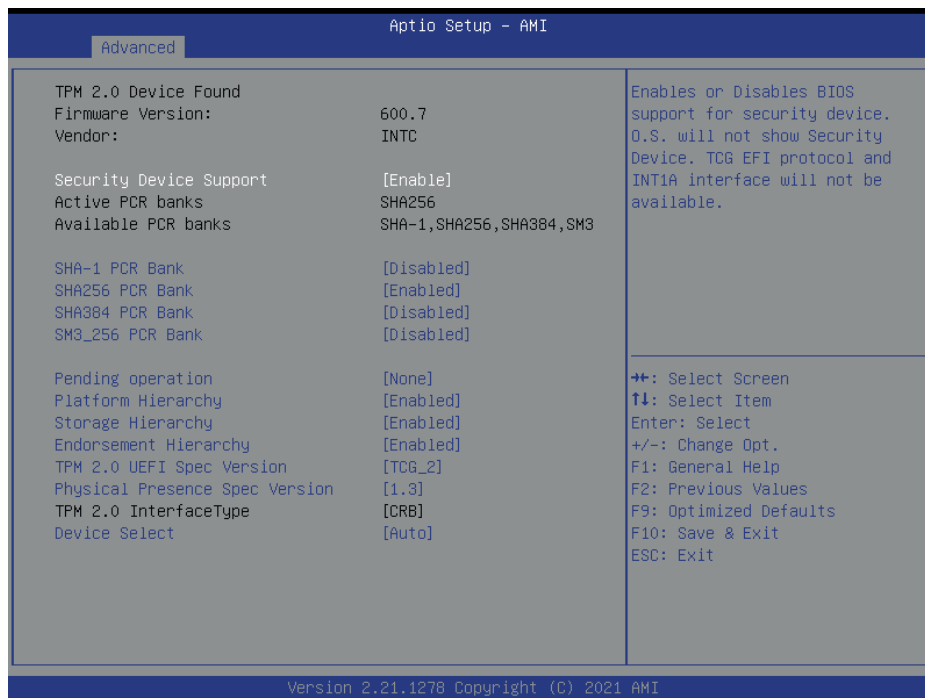 Aptio Setup – AMI
Advanced
TPM 2.0 Device Found
Firmware Version: 600.7
Vendor: INTC
Security Device Support [Enable]
Active PCR banks SHA256
Available PCR banks SHA-1,SHA256,SHA384,SM3
SHA-1 PCR Bank [Disabled]
SHA256 PCR Bank [Enabled]
SHA384 PCR Bank [Disabled]
SM3_256 PCR Bank [Disabled]
Pending operation [None]
Platform Hierarchy [Enabled]
Storage Hierarchy [Enabled]
Endorsement Hierarchy [Enabled]
TPM 2.0 UEFI Spec Version [TCG_2]
Physical Presence Spec Version [1.3]
TPM 2.0 InterfaceType [CRB]
Device Select [Auto]
Enables or Disables BIOS
support for security device.
O.S. will not show Security
Device. TCG EFI protocol and
INT1A interface will not be
available.
→←: Select Screen
↑↓: Select Item
Enter: Select
+/-: Change Opt.
F1: General Help
F2: Previous Values
F9: Optimized Defaults
F10: Save & Exit
ESC: Exit
Version 2.21.1278 Copyright (C) 2021 AMI